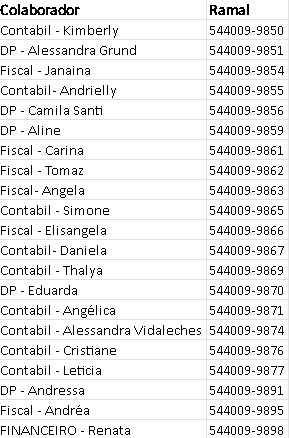 Colaborador Ramal
Contabil - Kimberly 544009-9850
DP - Alessandra Grund 544009-9851
Fiscal - Janaina 544009-9854
Contabil- Andrielly 544009-9855
DP - Camila Santi 544009-9856
DP - Aline 544009-9859
Fiscal - Carina 544009-9861
Fiscal - Tomaz 544009-9862
Fiscal- Angela 544009-9863
Contabil - Simone 544009-9865
Fiscal - Elisangela 544009-9866
Contabil- Daniela 544009-9867
Contabil - Thalya 544009-9869
DP - Eduarda 544009-9870
Contabil - Angélica 544009-9871
Contabil - Alessandra Vidaleches 544009-9874
Contabil - Cristiane 544009-9876
Contabil - Leticia 544009-9877
DP - Andressa 544009-9891
Fiscal - Andréa 544009-9895
FINANCEIRO - Renata 544009-9898